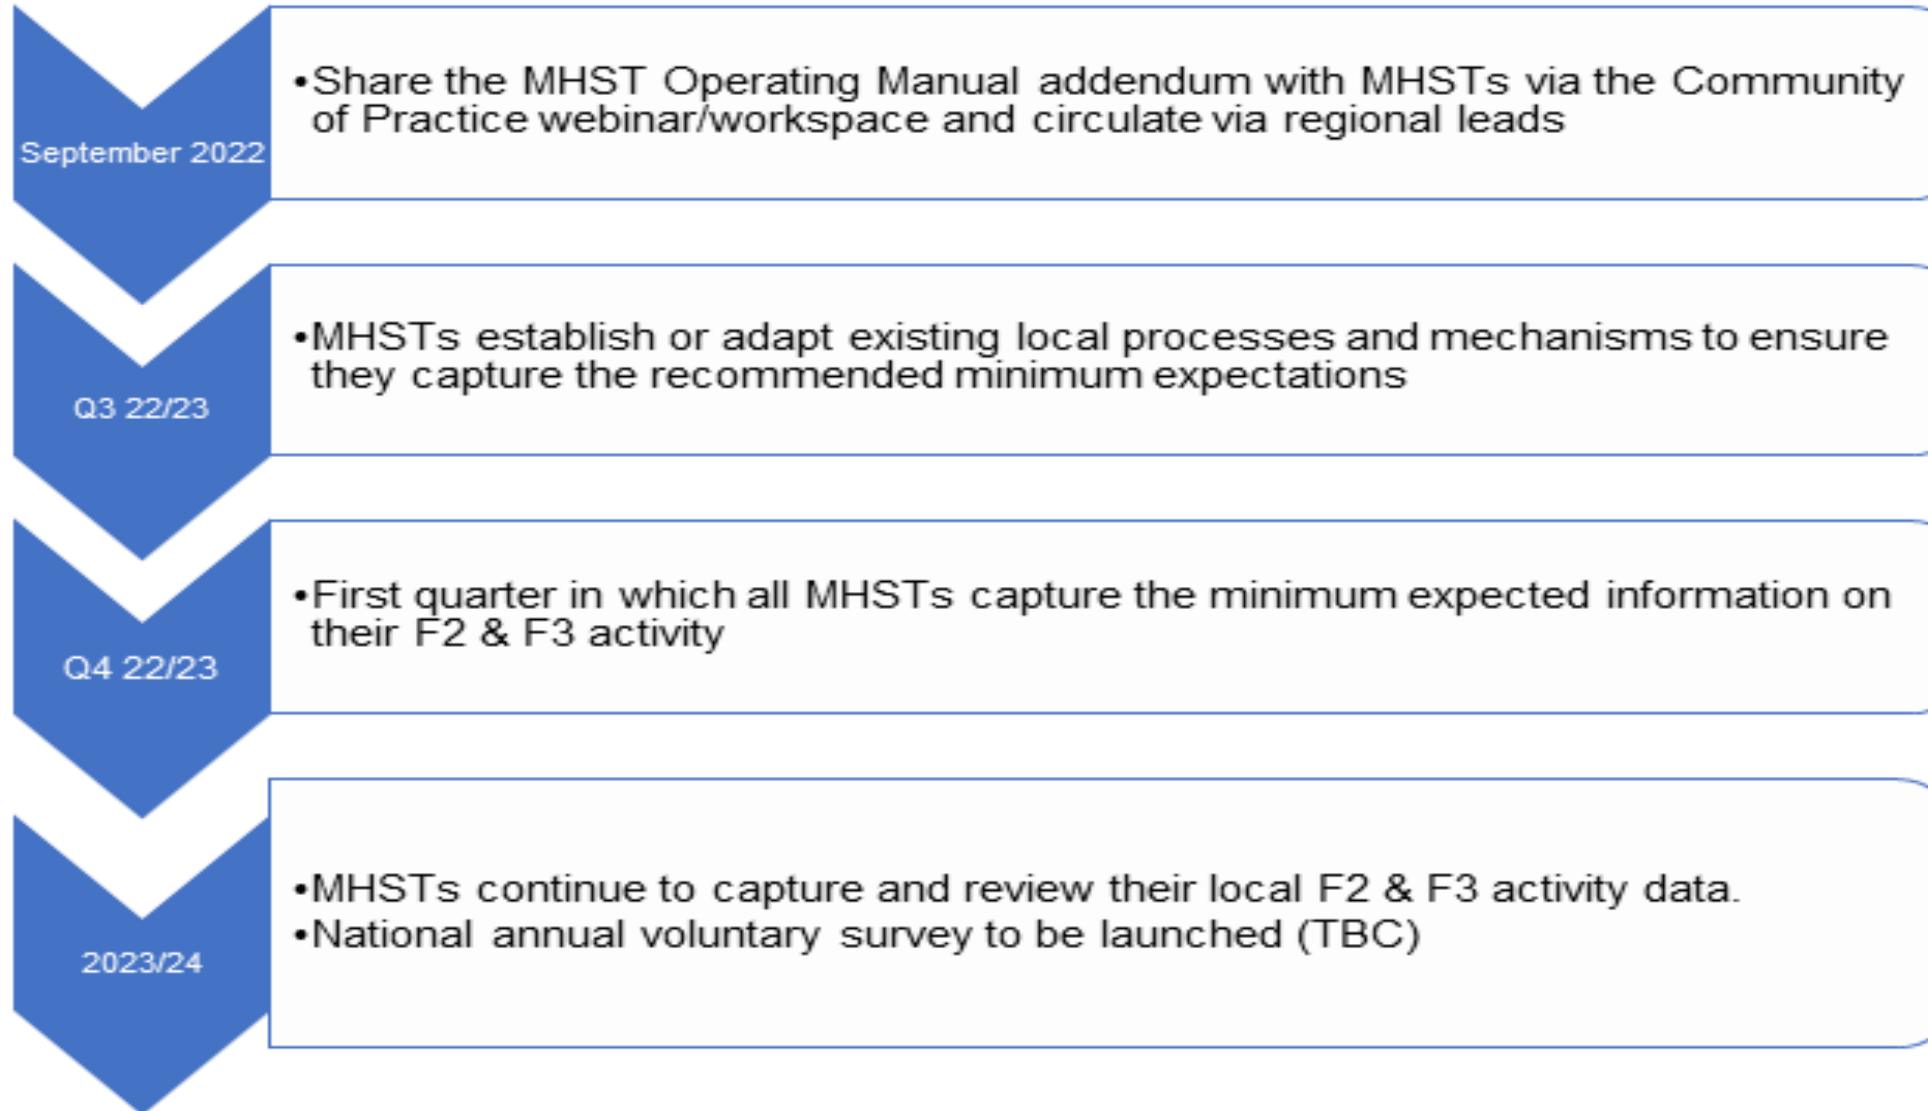 September 2022
•Share the MHST Operating Manual addendum with MHSTs via the Community
of Practice webinar/workspace and circulate via regional leads
Q3 22/23
•MHSTs establish or adapt existing local processes and mechanisms to ensure
they capture the recommended minimum expectations
Q4 22/23
•First quarter in which all MHSTs capture the minimum expected information on
their F2 & F3 activity
2023/24
•MHSTs continue to capture and review their local F2 & F3 activity data.
•National annual voluntary survey to be launched (TBC)